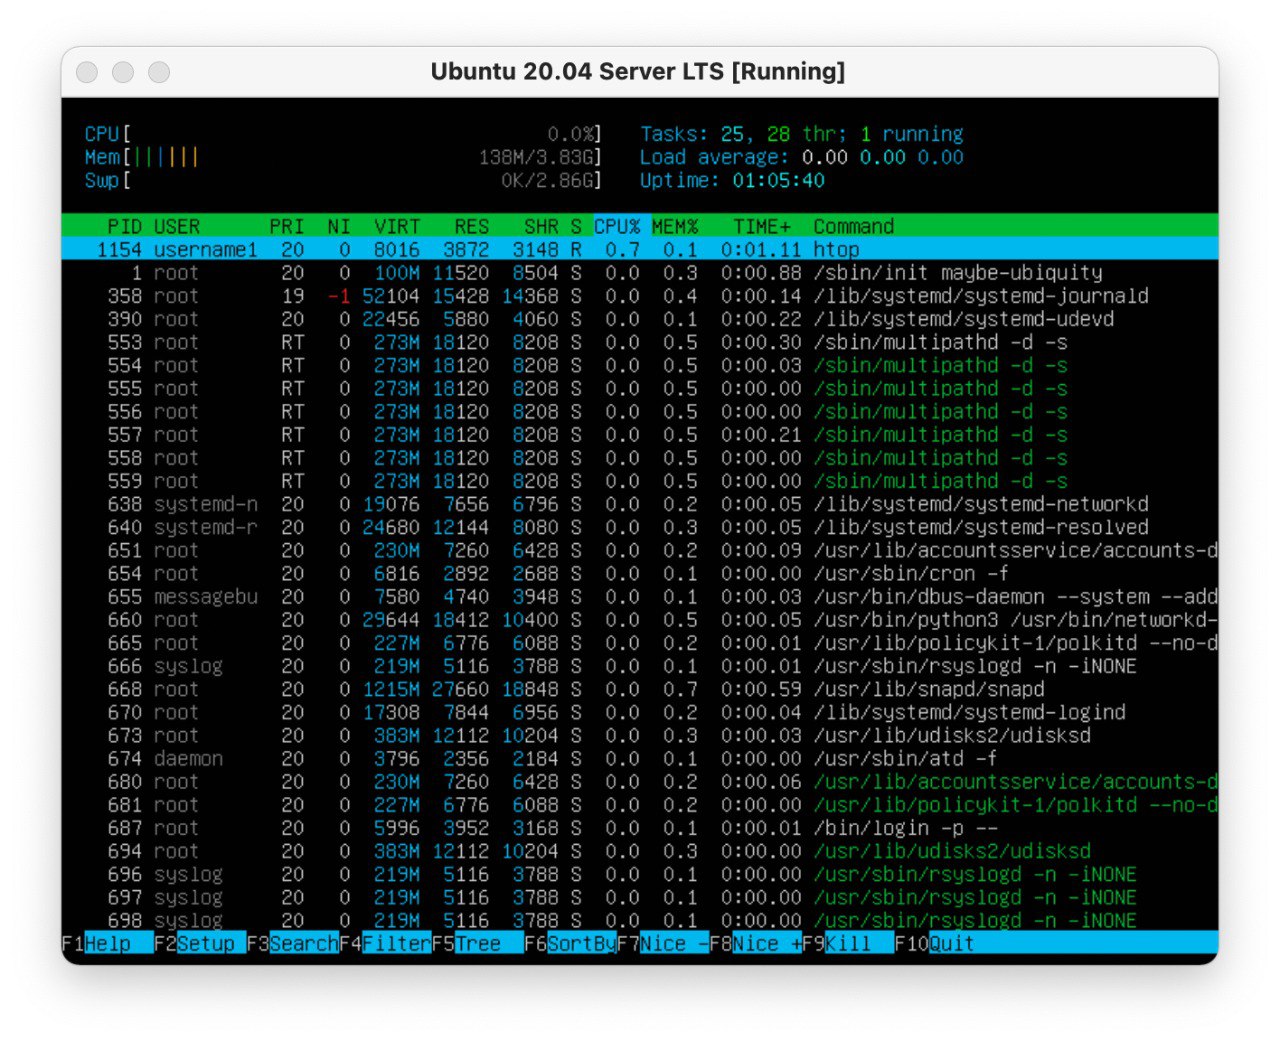 Ubuntu 20.04 Server LTS [Running]
CPU[ 0.0%] Tasks: 25, 28 thr; 1 running
Mem[|||||| 138M/3.83G] Load average: 0.00 0.00 0.00
Swp[ 0K/2.86G] Uptime: 01:05:40
PID USER PRI NI VIRT RES SHR S CPU% MEM% TIME+ Command
1154 username1 20 0 8016 3872 3148 R 0.7 0.1 0:01.11 htop
1 root 20 0 100M 11520 8504 S 0.0 0.3 0:00.88 /sbin/init maybe-ubiquity
358 root 19 -1 52104 15428 14368 S 0.0 0.4 0:00.14 /lib/systemd/systemd-journald
390 root 20 0 22456 5880 4060 S 0.0 0.1 0:00.22 /lib/systemd/systemd-udevd
553 root RT 0 273M 18120 8208 S 0.0 0.5 0:00.30 /sbin/multipathd -d -s
554 root RT 0 273M 18120 8208 S 0.0 0.5 0:00.03 /sbin/multipathd -d -s
555 root RT 0 273M 18120 8208 S 0.0 0.5 0:00.00 /sbin/multipathd -d -s
556 root RT 0 273M 18120 8208 S 0.0 0.5 0:00.00 /sbin/multipathd -d -s
557 root RT 0 273M 18120 8208 S 0.0 0.5 0:00.21 /sbin/multipathd -d -s
558 root RT 0 273M 18120 8208 S 0.0 0.5 0:00.00 /sbin/multipathd -d -s
559 root RT 0 273M 18120 8208 S 0.0 0.5 0:00.00 /sbin/multipathd -d -s
638 systemd-n 20 0 19076 7656 6796 S 0.0 0.2 0:00.05 /lib/systemd/systemd-networkd
640 systemd-r 20 0 24680 12144 8080 S 0.0 0.3 0:00.05 /lib/systemd/systemd-resolved
651 root 20 0 230M 7260 6428 S 0.0 0.2 0:00.09 /usr/lib/accountsservice/accounts-d
654 root 20 0 6816 2892 2688 S 0.0 0.1 0:00.00 /usr/sbin/cron -f
655 messagebu 20 0 7580 4740 3948 S 0.0 0.1 0:00.03 /usr/bin/dbus-daemon --system --add
660 root 20 0 29644 18412 10400 S 0.0 0.5 0:00.05 /usr/bin/python3 /usr/bin/networkd-
665 root 20 0 227M 6776 6088 S 0.0 0.2 0:00.01 /usr/lib/policykit-1/polkitd --no-d
666 syslog 20 0 219M 5116 3788 S 0.0 0.1 0:00.01 /usr/sbin/rsyslogd -n -iNONE
668 root 20 0 1215M 27660 18848 S 0.0 0.7 0:00.59 /usr/lib/snapd/snapd
670 root 20 0 17308 7844 6956 S 0.0 0.2 0:00.04 /lib/systemd/systemd-logind
673 root 20 0 383M 12112 10204 S 0.0 0.3 0:00.03 /usr/lib/udisks2/udisksd
674 daemon 20 0 3796 2356 2184 S 0.0 0.1 0:00.00 /usr/sbin/atd -f
680 root 20 0 230M 7260 6428 S 0.0 0.2 0:00.06 /usr/lib/accountsservice/accounts-d
681 root 20 0 227M 6776 6088 S 0.0 0.2 0:00.00 /usr/lib/policykit-1/polkitd --no-d
687 root 20 0 5996 3952 3168 S 0.0 0.1 0:00.01 /bin/login -p --
694 root 20 0 383M 12112 10204 S 0.0 0.3 0:00.00 /usr/lib/udisks2/udisksd
696 syslog 20 0 219M 5116 3788 S 0.0 0.1 0:00.00 /usr/sbin/rsyslogd -n -iNONE
697 syslog 20 0 219M 5116 3788 S 0.0 0.1 0:00.00 /usr/sbin/rsyslogd -n -iNONE
698 syslog 20 0 219M 5116 3788 S 0.0 0.1 0:00.00 /usr/sbin/rsyslogd -n -iNONE
F1Help F2Setup F3SearchF4FilterF5Tree F6SortByF7Nice -F8Nice +F9Kill F10Quit